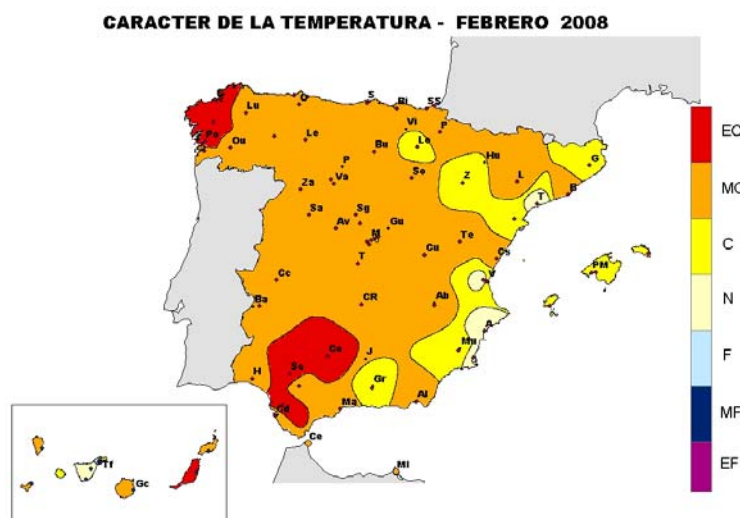 CARACTER DE LA TEMPERATURA - FEBRERO 2008
C
O
S
Bi
SS
Lu
Po
Ou
Le
Vi
P
Bu
Lo
P
Hu
G
Za
Va
So
Z
L
B
Sa
Sg
T
Av
Gu
M
Te
Cu
T
Cs
PM
Cc
V
Ba
CR
Ab
A
Co
J
Mu
Se
H
Gr
Cd
Ma
Al
Ce
Ml
Tf
Gc
EC
MC
C
N
F
MF
EF